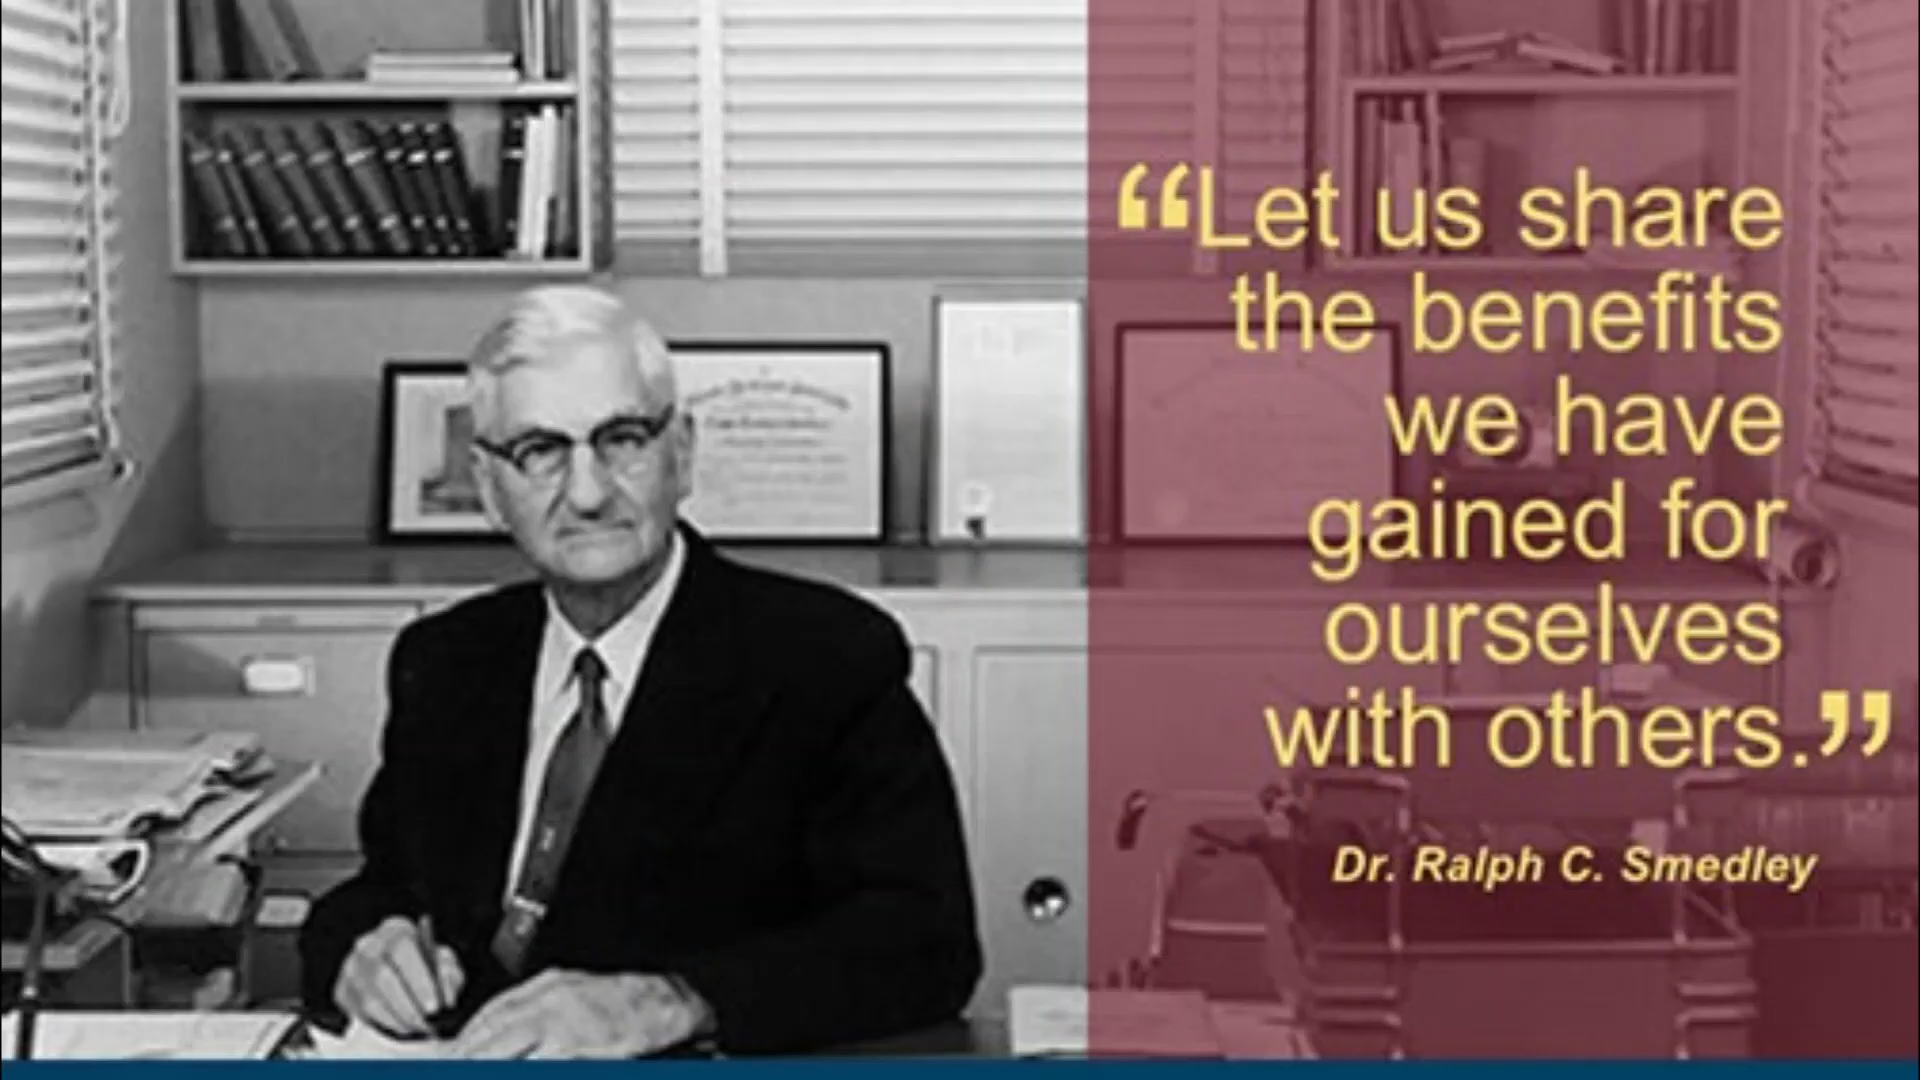 “Let us share
the benefits
we have
gained for
ourselves
with others.”
Dr. Ralph C. Smedley